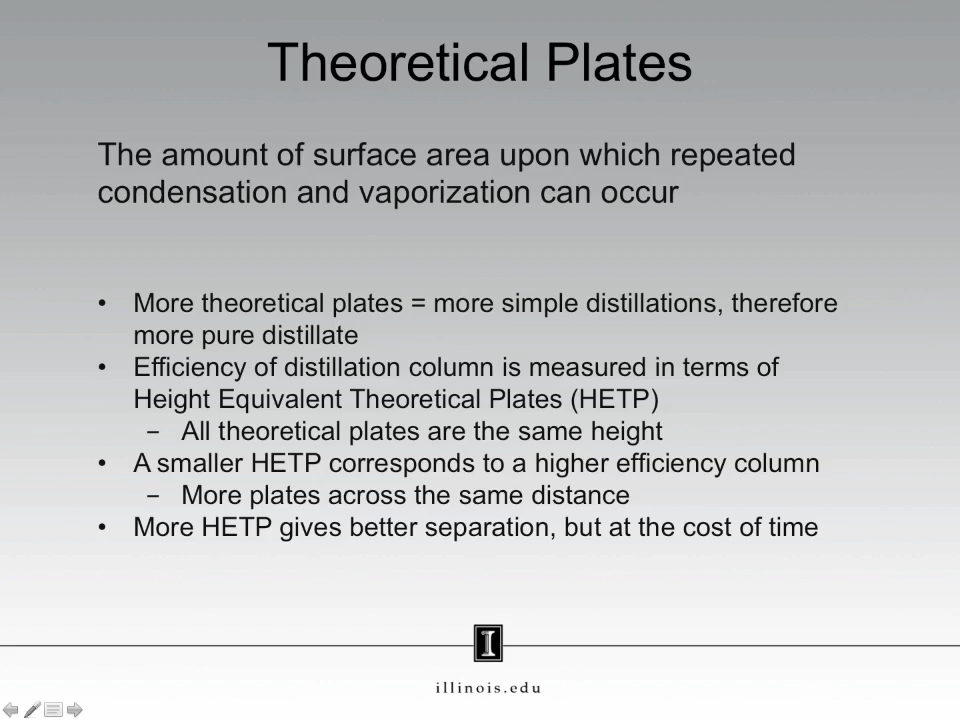 Theoretical Plates
The amount of surface area upon which repeated
condensation and vaporization can occur
• More theoretical plates = more simple distillations, therefore
more pure distillate
• Efficiency of distillation column is measured in terms of
Height Equivalent Theoretical Plates (HETP)
– All theoretical plates are the same height
• A smaller HETP corresponds to a higher efficiency column
– More plates across the same distance
• More HETP gives better separation, but at the cost of time
I
illinois.edu